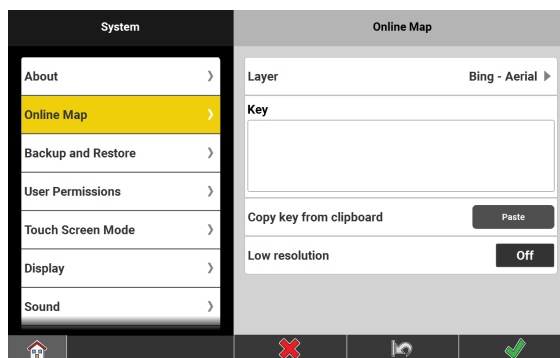 System
Online Map
About
Online Map
Backup and Restore
User Permissions
Touch Screen Mode
Display
Sound
Layer Bing - Aerial
Key
Copy key from clipboard Paste
Low resolution Off